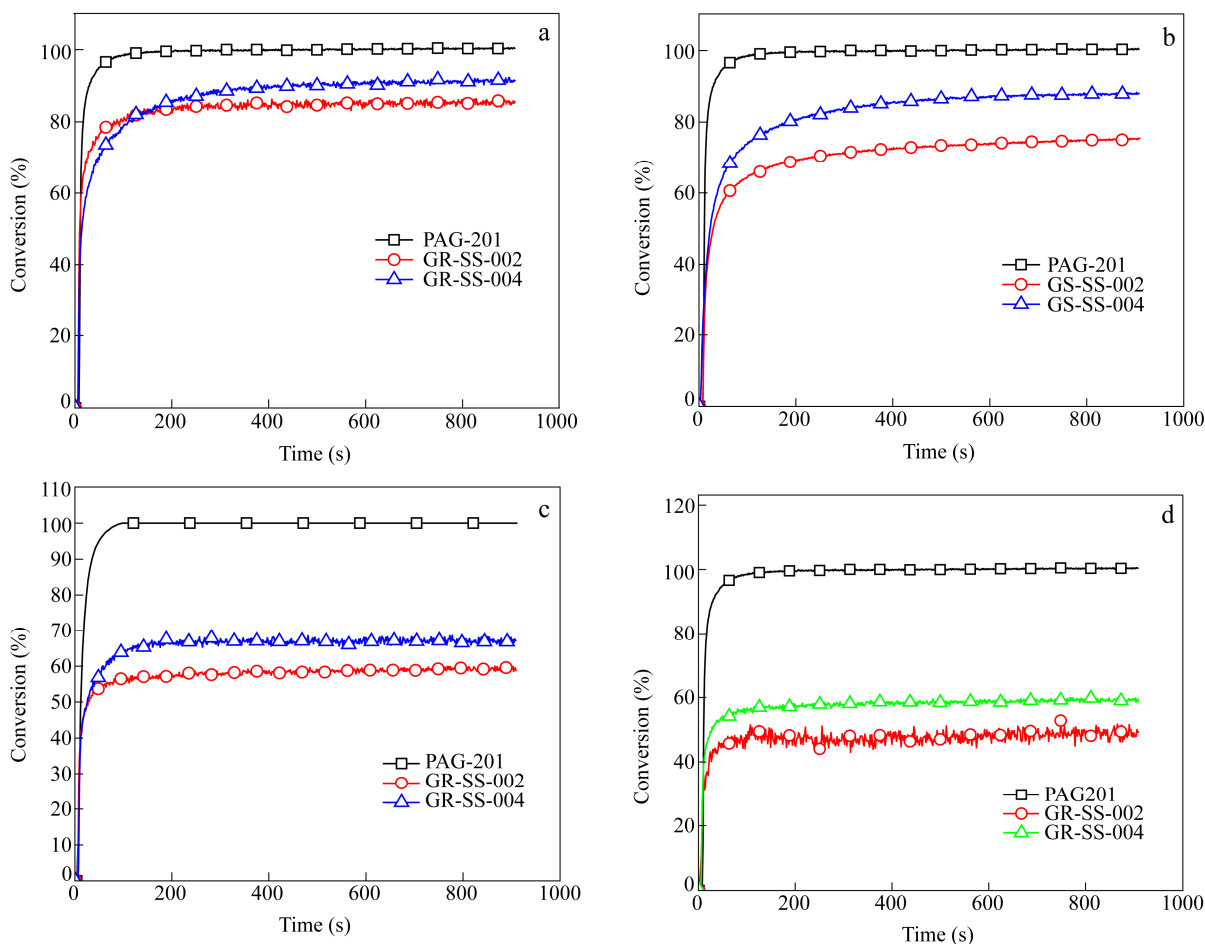 a
100
80
60
40
20
0
Conversion (%)
PAG-201
GR-SS-002
GR-SS-004
0 200 400 600 800 1000
Time (s)
b
100
80
60
40
20
0
Conversion (%)
PAG-201
GS-SS-002
GS-SS-004
0 200 400 600 800 1000
Time (s)
c
110
100
90
80
70
60
50
40
30
20
10
0
Conversion (%)
PAG-201
GR-SS-002
GR-SS-004
0 200 400 600 800 1000
Time (s)
d
120
100
80
60
40
20
0
Conversion (%)
PAG201
GR-SS-002
GR-SS-004
0 200 400 600 800 1000
Time (s)